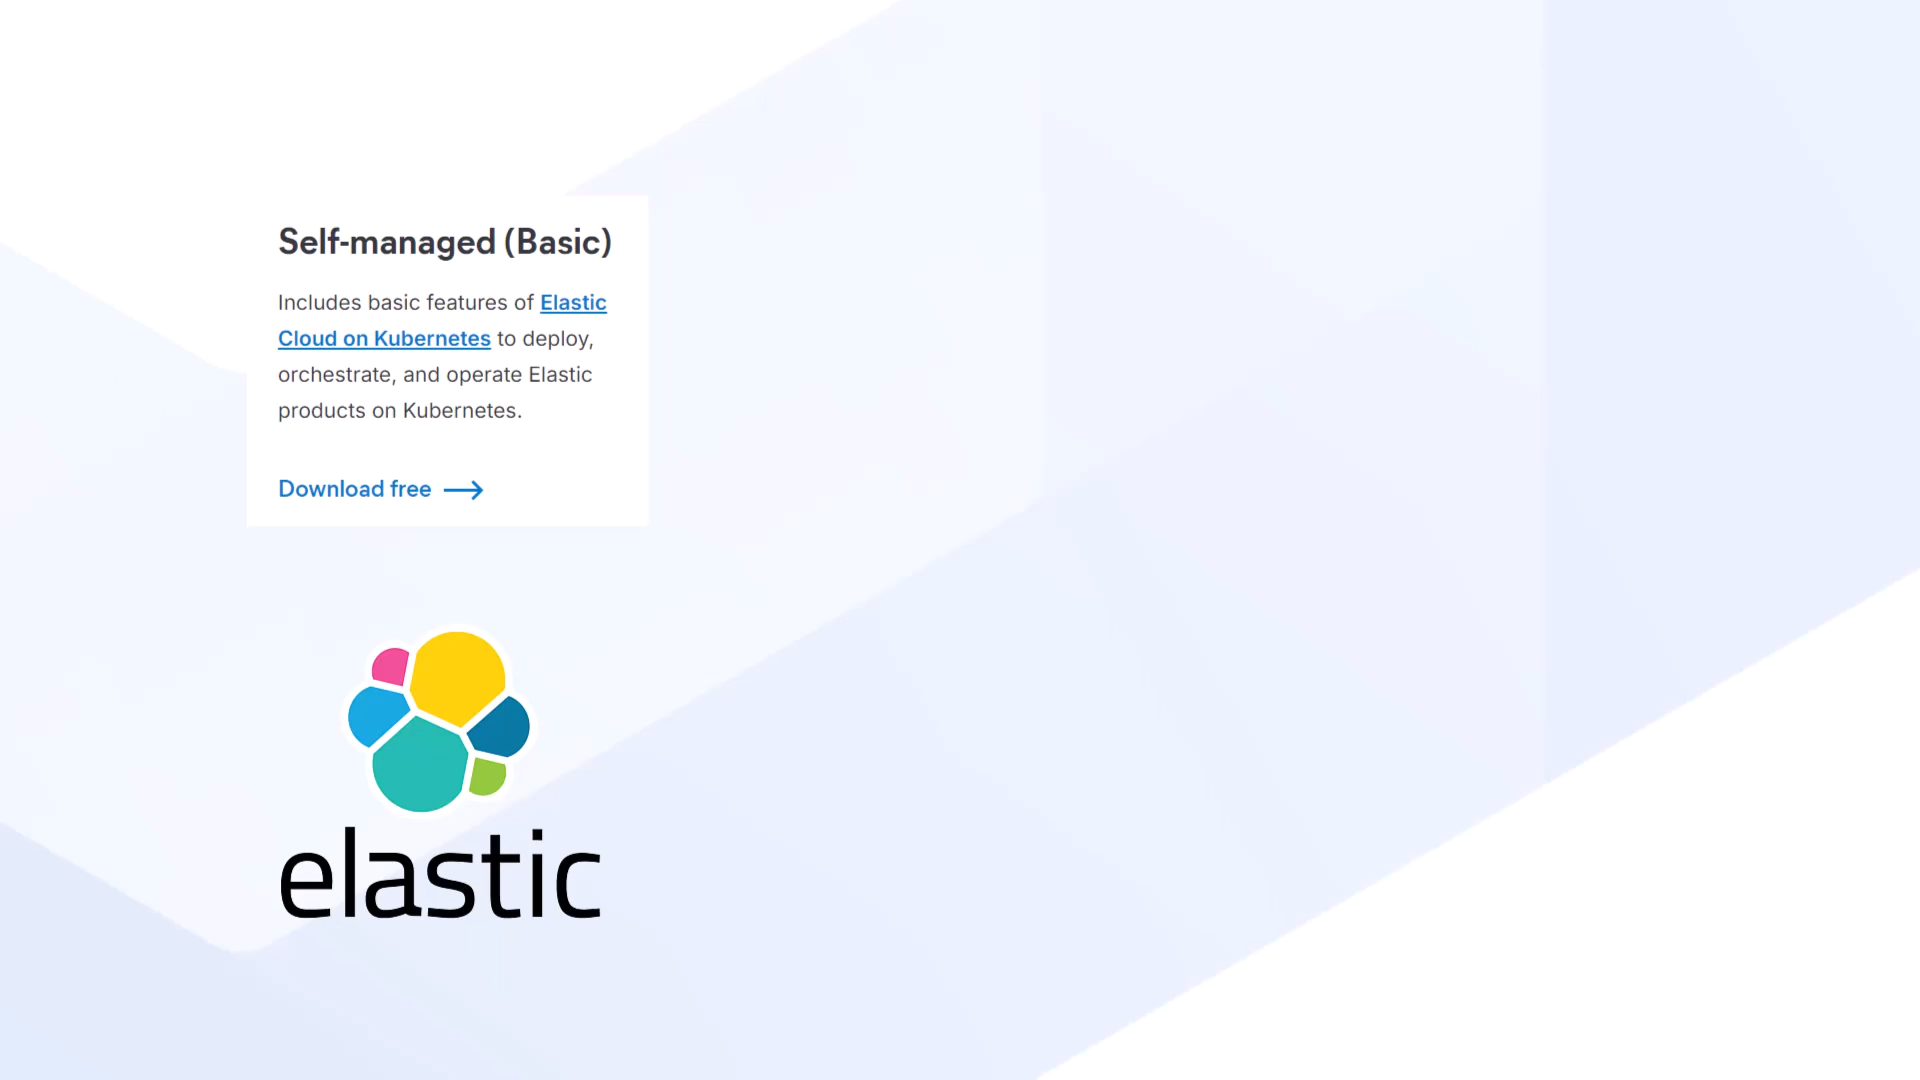 Self-managed (Basic)
Includes basic features of Elastic
Cloud on Kubernetes to deploy,
orchestrate, and operate Elastic
products on Kubernetes.
Download free
elastic